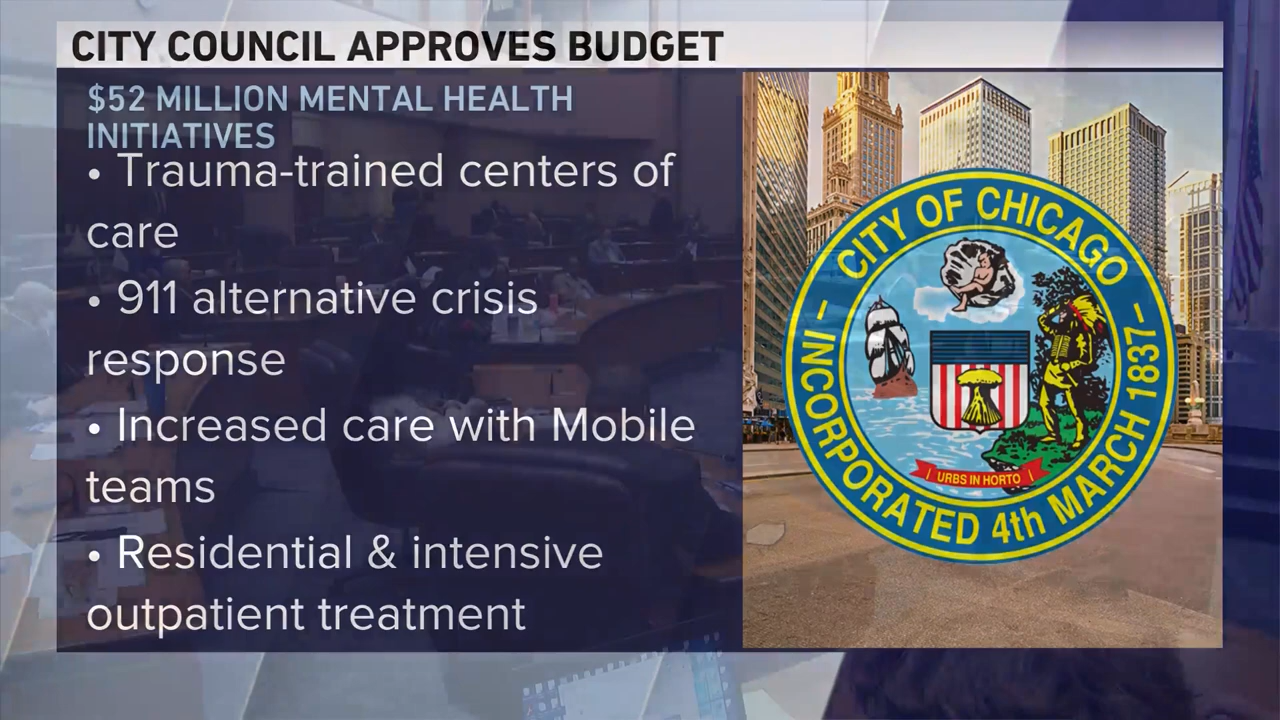 CITY COUNCIL APPROVES BUDGET
$52 MILLION MENTAL HEALTH
INITIATIVES
• Trauma-trained centers of
care
• 911 alternative crisis
response
• Increased care with Mobile
teams
• Residential & intensive
outpatient treatment
CITY OF CHICAGO
INCORPORATED 4th MARCH 1837
URBS IN HORTO